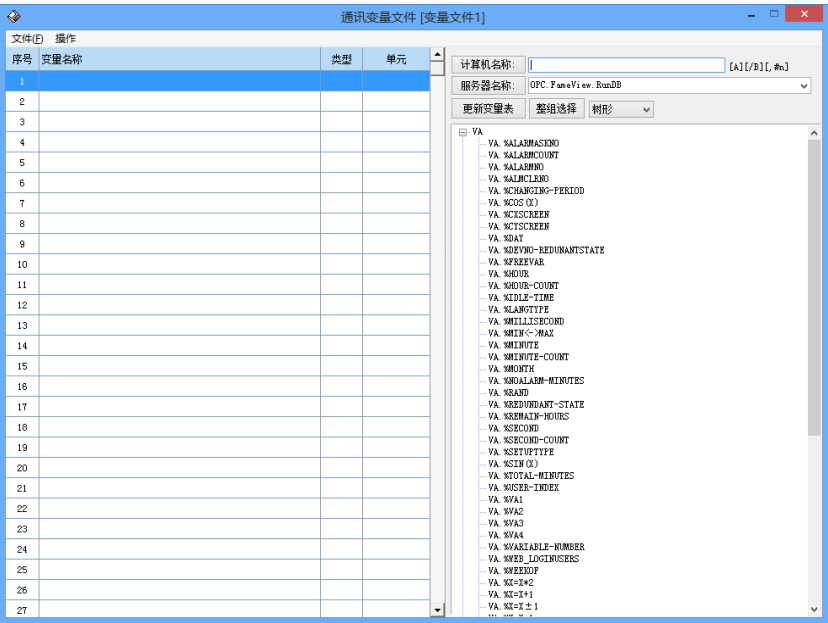 通讯变量文件 [变量文件1]
文件(F) 操作
序号 变量名称 类型 单元
1
2
3
4
5
6
7
8
9
10
11
12
13
14
15
16
17
18
19
20
21
22
23
24
25
26
27
计算机名称: [A][/B][,#n]
服务器名称: OPC.FameView.RunDB
更新变量表 整组选择 树形
VA
VA.%ALARMASKNO
VA.%ALARMCOUNT
VA.%ALARMNO
VA.%ALMCLRNO
VA.%CHANGING-PERIOD
VA.%COS(X)
VA.%CXSCREEN
VA.%CYSCREEN
VA.%DAY
VA.%DEVNO-REDUNANTSTATE
VA.%FREEVAR
VA.%HOUR
VA.%HOUR-COUNT
VA.%IDLE-TIME
VA.%LANGTYPE
VA.%MILLISECOND
VA.%MIN<->MAX
VA.%MINUTE
VA.%MINUTE-COUNT
VA.%MONTH
VA.%NOALARM-MINUTES
VA.%RAND
VA.%REDUNDANT-STATE
VA.%REMAIN-HOURS
VA.%SECOND
VA.%SECOND-COUNT
VA.%SETUPTYPE
VA.%SIN(X)
VA.%TOTAL-MINUTES
VA.%USER-INDEX
VA.%VA1
VA.%VA2
VA.%VA3
VA.%VA4
VA.%VARIABLE-NUMBER
VA.%WEB_LOGINUSERS
VA.%WEEKOF
VA.%X=X*2
VA.%X=X+1
VA.%X=X±1